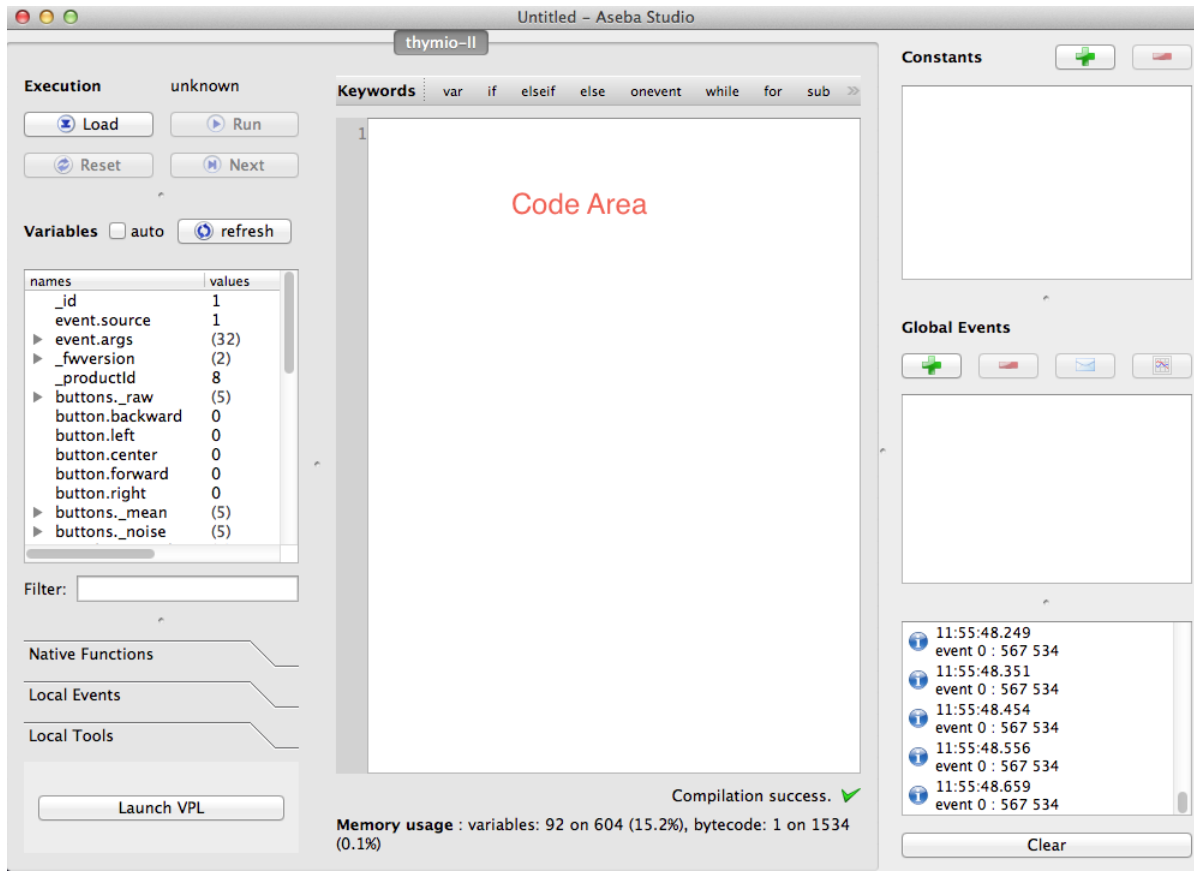 Untitled – Aseba Studio
thymio-II
Execution unknown
Load Run
Reset Next
Variables auto refresh
names values
_id 1
event.source 1
event.args (32)
_fwversion (2)
_productId 8
buttons._raw (5)
button.backward 0
button.left 0
button.center 0
button.forward 0
button.right 0
buttons._mean (5)
buttons._noise (5)
Filter:
Native Functions
Local Events
Local Tools
Launch VPL
Keywords var if elseif else onevent while for sub »
1
Code Area
Compilation success.
Memory usage : variables: 92 on 604 (15.2%), bytecode: 1 on 1534
(0.1%)
Constants
Global Events
11:55:48.249
event 0 : 567 534
11:55:48.351
event 0 : 567 534
11:55:48.454
event 0 : 567 534
11:55:48.556
event 0 : 567 534
11:55:48.659
event 0 : 567 534
Clear